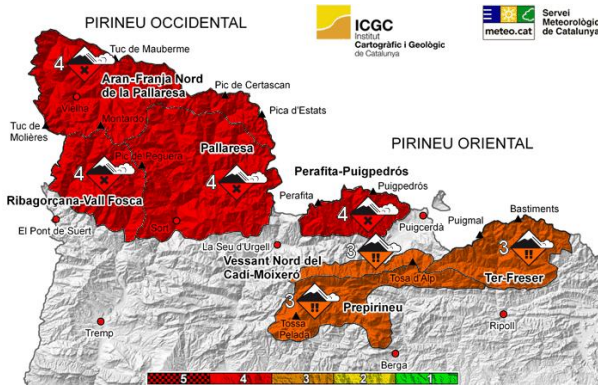 PIRINEU OCCIDENTAL
ICGC
Institut
Cartogràfic i Geològic
de Catalunya
meteo.cat
Servei
Meteorològic
de Catalunya
Tuc de Mauberme
4
Aran-Franja Nord
de la Pallaresa
Vielha
Pic de Certascan
Montardo
Pica d'Estats
Tuc de
Molières
Pallaresa
PIRINEU ORIENTAL
Pic de Peguera
4
4
Perafita-Puigpedrós
Perafita
Puigpedrós
4
Ribagorçana-Vall Fosca
El Pont de Suert
Sort
Puigcerdà
Bastiments
Puigmal
La Seu d'Urgell
3
3
Vessant Nord del
Cadí-Moixeró
Tosa d'Alp
Ter-Freser
3
Prepirineu
Tossa
Pelada
Tremp
Ripoll
Berga
5
4
3
2
1